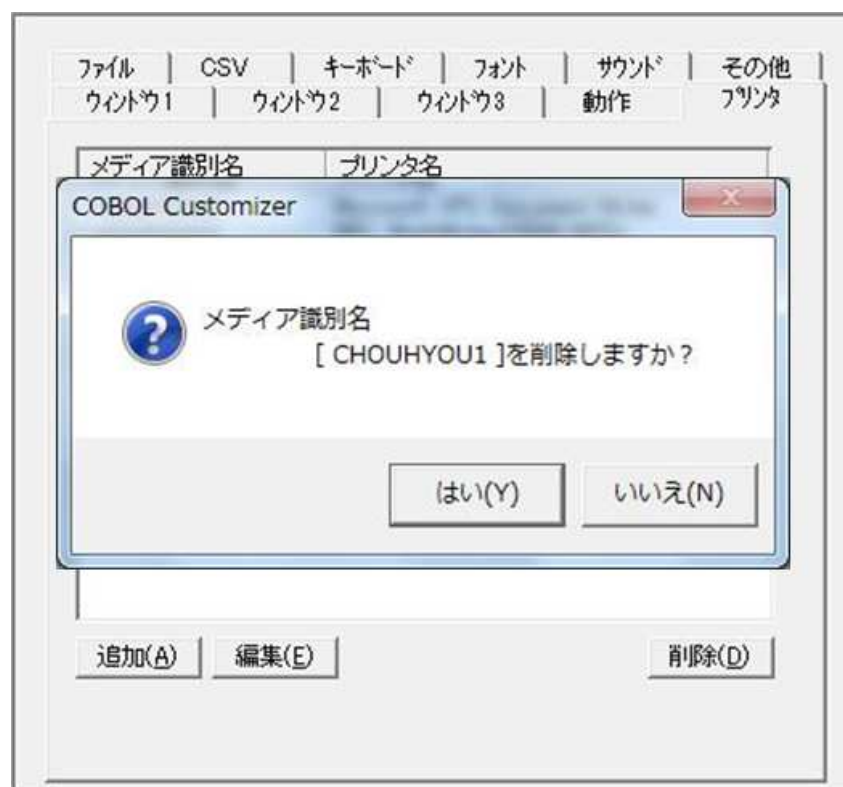 ﾌｧｲﾙ CSV ｷｰﾎﾞｰﾄﾞ ﾌｫﾝﾄ ｻｳﾝﾄﾞ その他
ｳｨﾝﾄﾞｳ1 ｳｨﾝﾄﾞｳ2 ｳｨﾝﾄﾞｳ3 動作 ﾌﾟﾘﾝﾀ
メディア識別名 プリンタ名
COBOL Customizer
メディア識別名
[ CHOUHYOU1 ]を削除しますか？
はい(Y) いいえ(N)
追加(A) 編集(E) 削除(D)